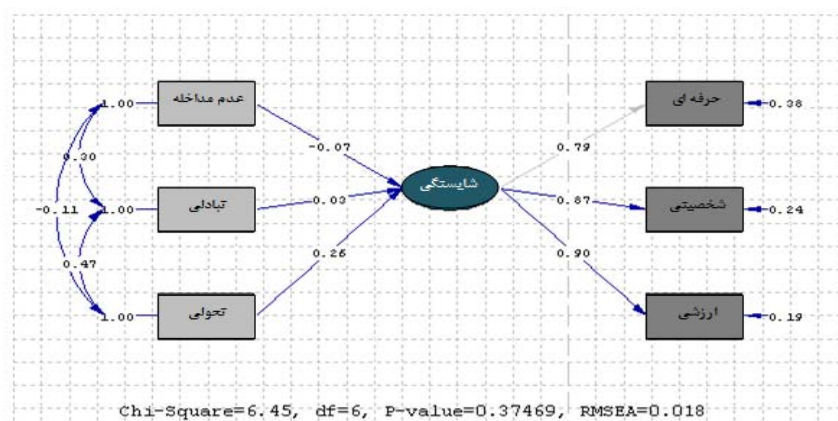 1.00
عدم مداخله
-0.07
0.30
1.00
تبادلی
0.03
-0.11
0.47
1.00
تحولی
0.25
شایستگی
0.79
حرفه ای
0.38
0.87
شخصیتی
0.24
0.90
ارزشی
0.19
Chi-Square=6.45, df=6, P-value=0.37469, RMSEA=0.018